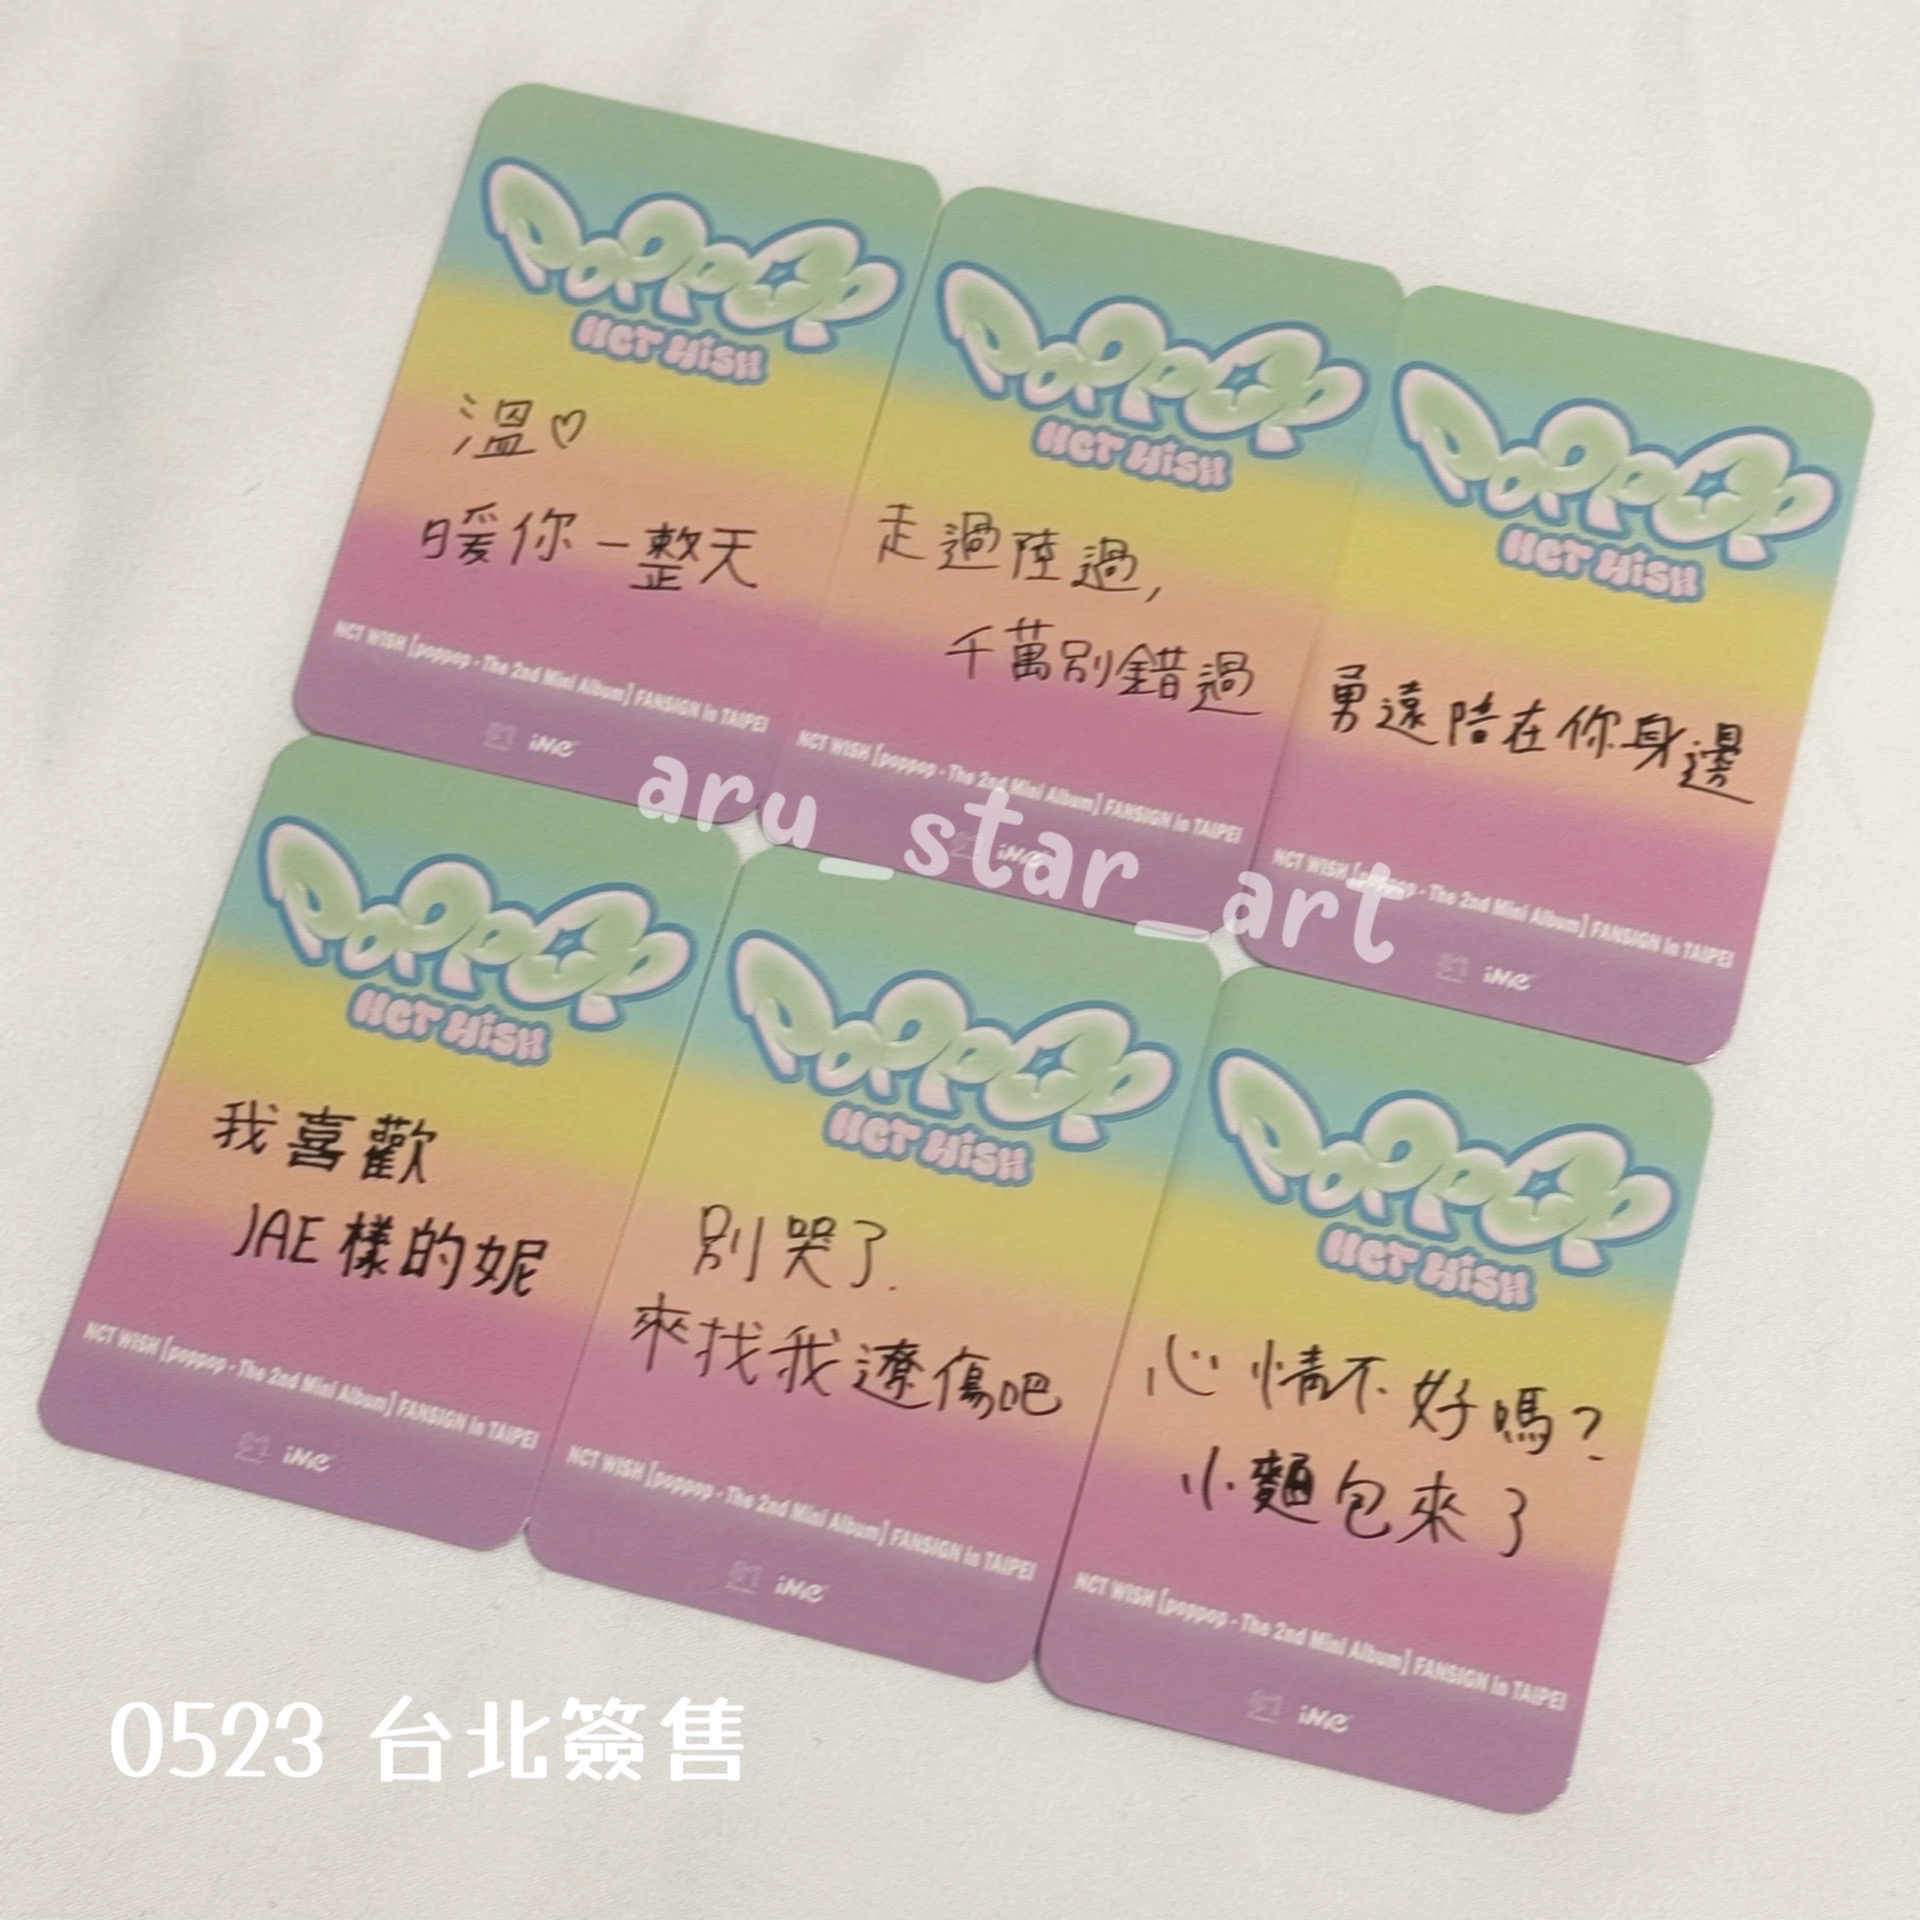 POPPOP
NCT WISH
溫♡
暖你一整天
NCT WISH [poppop - The 2nd Mini Album] FANSIGN in TAIPEI
iMe
POPPOP
NCT WISH
走過陸過,
千萬別錯過
NCT WISH [poppop - The 2nd Mini Album] FANSIGN in TAIPEI
iMe
POPPOP
NCT WISH
勇遠陪在你身邊
NCT WISH [poppop - The 2nd Mini Album] FANSIGN in TAIPEI
iMe
aru_star_art
POPPOP
NCT WISH
我喜歡
JAE樣的妮
NCT WISH [poppop - The 2nd Mini Album] FANSIGN in TAIPEI
iMe
POPPOP
NCT WISH
別哭了.
來找我遼傷吧
NCT WISH [poppop - The 2nd Mini Album] FANSIGN in TAIPEI
iMe
POPPOP
NCT WISH
心情不好嗎?
小麵包來了
NCT WISH [poppop - The 2nd Mini Album] FANSIGN in TAIPEI
iMe
0523 台北簽售